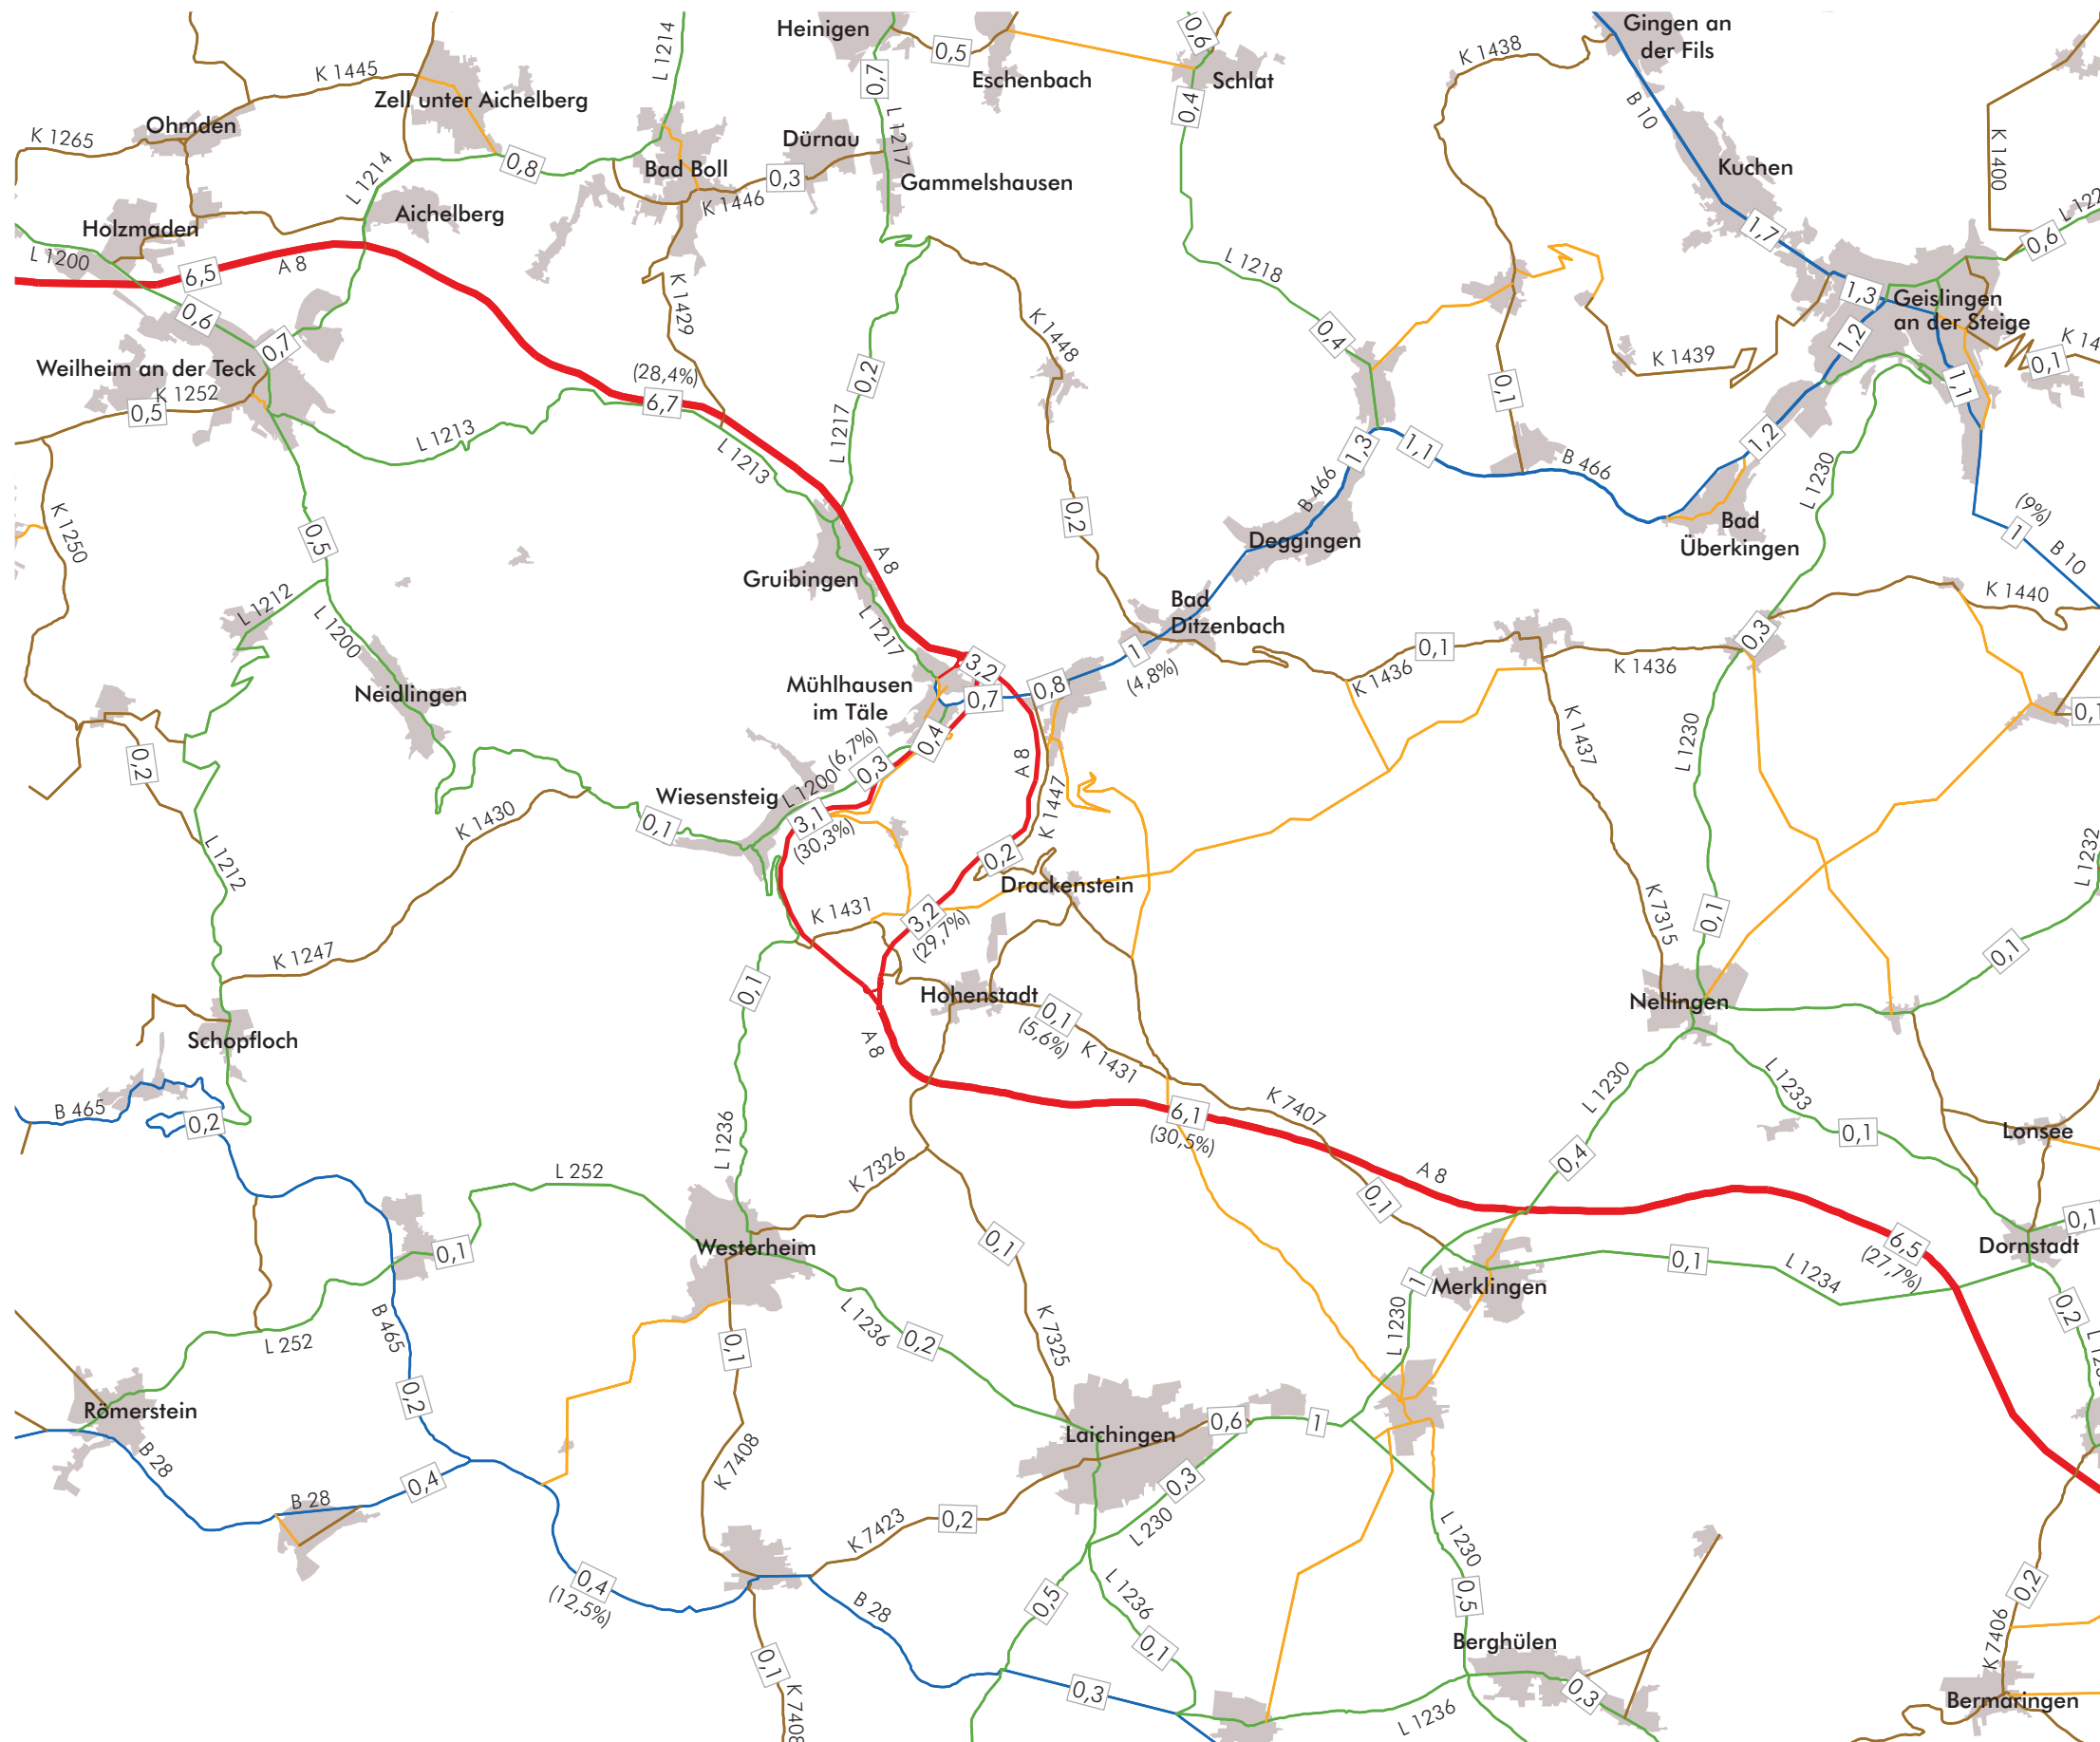 Heinigen
0,5
Eschenbach
0,6
Schlat
K 1438
Gingen an
der Fils
L 1214
K 1445
Zell unter Aichelberg
0,7
0,4
B 10
Ohmden
K 1265
L 1217
Dürnau
K 1400
Kuchen
0,8
Bad Boll
0,3
Gammelshausen
L 1214
K 1446
Aichelberg
L 122
Holzmaden
1,7
0,6
L 1200
6,5
A 8
L 1218
K 1429
1,3
Geislingen
an der Steige
0,6
0,7
K 1448
0,4
1,2
K 14
K 1439
0,1
Weilheim an der Teck
K 1252
0,5
(28,4%)
6,7
0,2
0,1
1,1
L 1213
L 1213
L 1217
1,3
1,1
1,2
B 466
B 466
L 1230
(9%)
1
B 10
K 1250
0,5
0,2
Deggingen
Bad
Überkingen
A 8
Gruibingen
L 1212
L 1200
L 1217
Bad
Ditzenbach
K 1440
0,3
1
(4,8%)
0,1
K 1436
K 1436
3,2
Neidlingen
Mühlhausen
im Täle
0,7
0,8
0,1
K 1437
L 1230
0,4
0,2
(6,7%)
0,3
A 8
L 1200
Wiesensteig
3,1
(30,3%)
0,1
K 1430
K 1447
0,2
L 1212
Drackenstein
L 1232
K 1431
3,2
(29,7%)
K 7315
0,1
0,1
K 1247
0,1
Hohenstadt
0,1
(5,6%)
Nellingen
Schopfloch
A 8
K 1431
L 1230
L 1233
B 465
0,2
K 7407
6,1
(30,5%)
0,1
Lonsee
L 1236
0,4
K 7326
L 252
A 8
0,1
0,1
Westerheim
0,1
0,1
6,5
(27,7%)
Dornstadt
0,1
L 1234
1
Merklingen
B 465
L 252
0,1
L 1236
0,2
K 7325
L 1230
0,2
L 123
0,2
Römerstein
Laichingen
0,6
1
B 28
K 7408
0,4
0,3
B 28
K 7423
0,2
L 230
L 1230
0,4
(12,5%)
0,5
L 1236
0,5
0,2
B 28
0,1
Berghülen
K 7406
0,1
K 7408
0,3
0,3
L 1236
Bermaringen